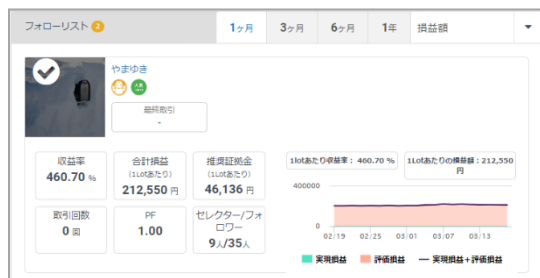 フォローリスト 2
1ヶ月 3ヶ月 6ヶ月 1年 損益額
やまゆき
最終取引
-
収益率
460.70 %
合計損益
(1Lotあたり)
212,550 円
推奨証拠金
(1Lotあたり)
46,136 円
取引回数
0 回
PF
1.00
セレクター/フォ
ロワー
9人/35人
1lotあたり収益率: 460.70 %
1Lotあたりの損益額: 212,550
円
400000
0
02/19 02/25 03/01 03/07 03/13
実現損益 評価損益 実現損益+評価損益